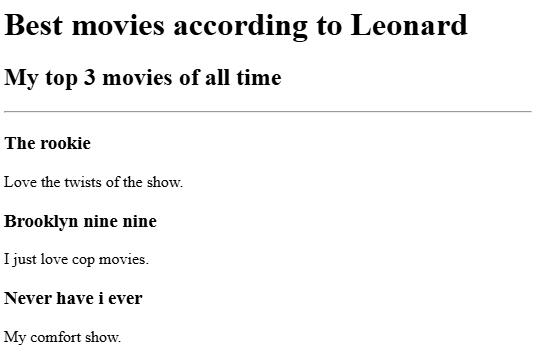 Best movies according to Leonard
My top 3 movies of all time
The rookie
Love the twists of the show.
Brooklyn nine nine
I just love cop movies.
Never have i ever
My comfort show.